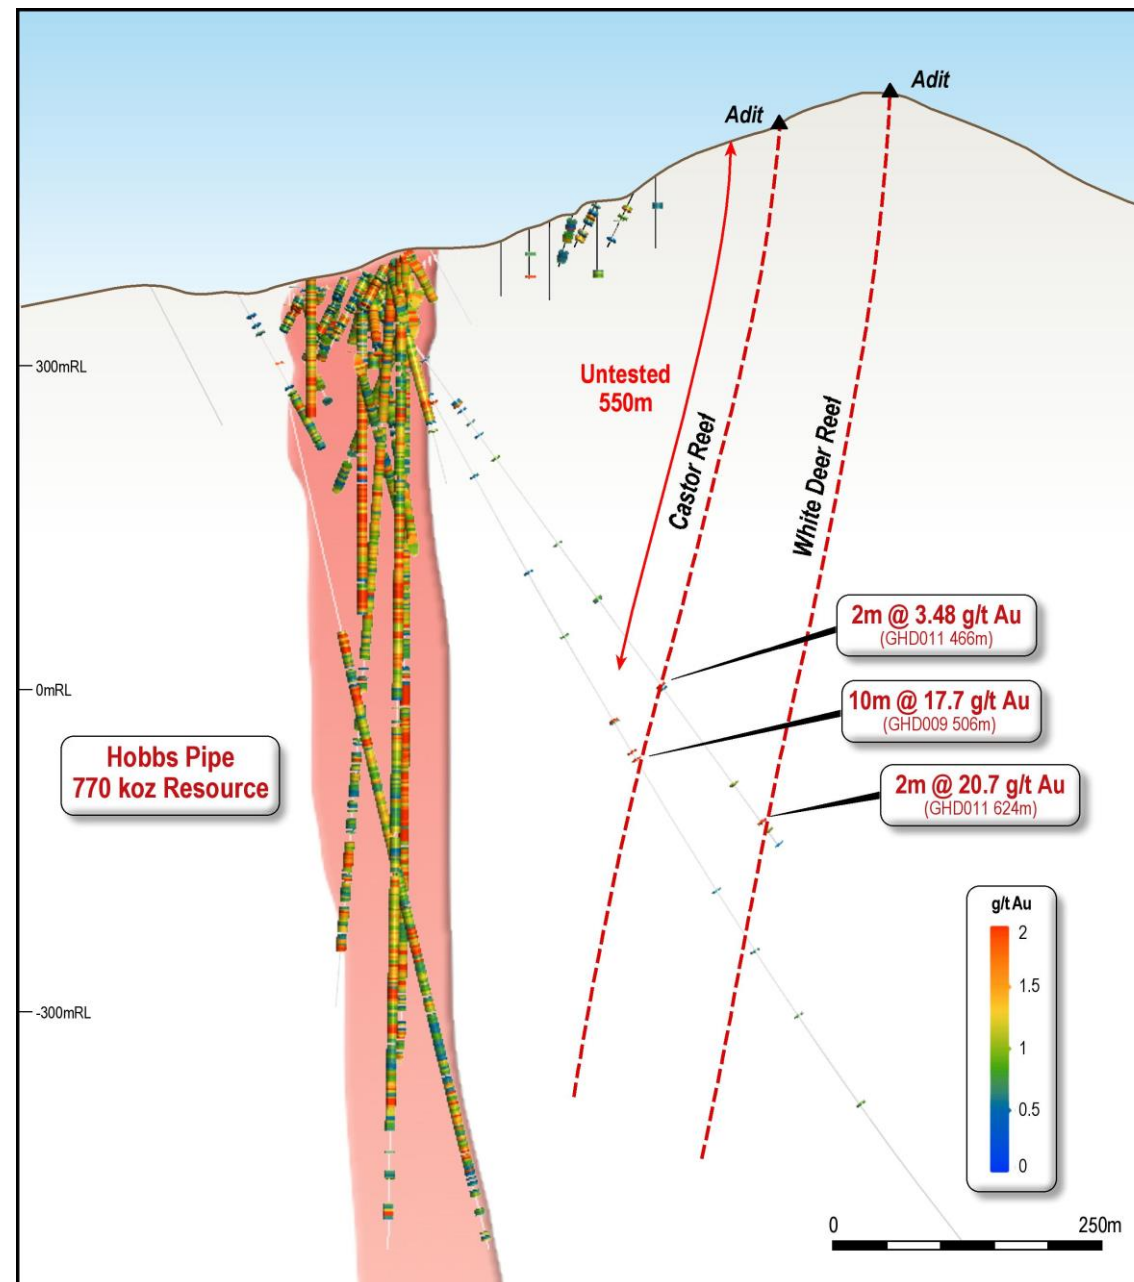 Adit
Adit
300mRL
Untested
550m
Castor Reef
White Deer Reef
2m @ 3.48 g/t Au
(GHD011 466m)
0mRL
10m @ 17.7 g/t Au
(GHD009 506m)
Hobbs Pipe
770 koz Resource
2m @ 20.7 g/t Au
(GHD011 624m)
g/t Au
2
1.5
1
0.5
0
-300mRL
0
250m